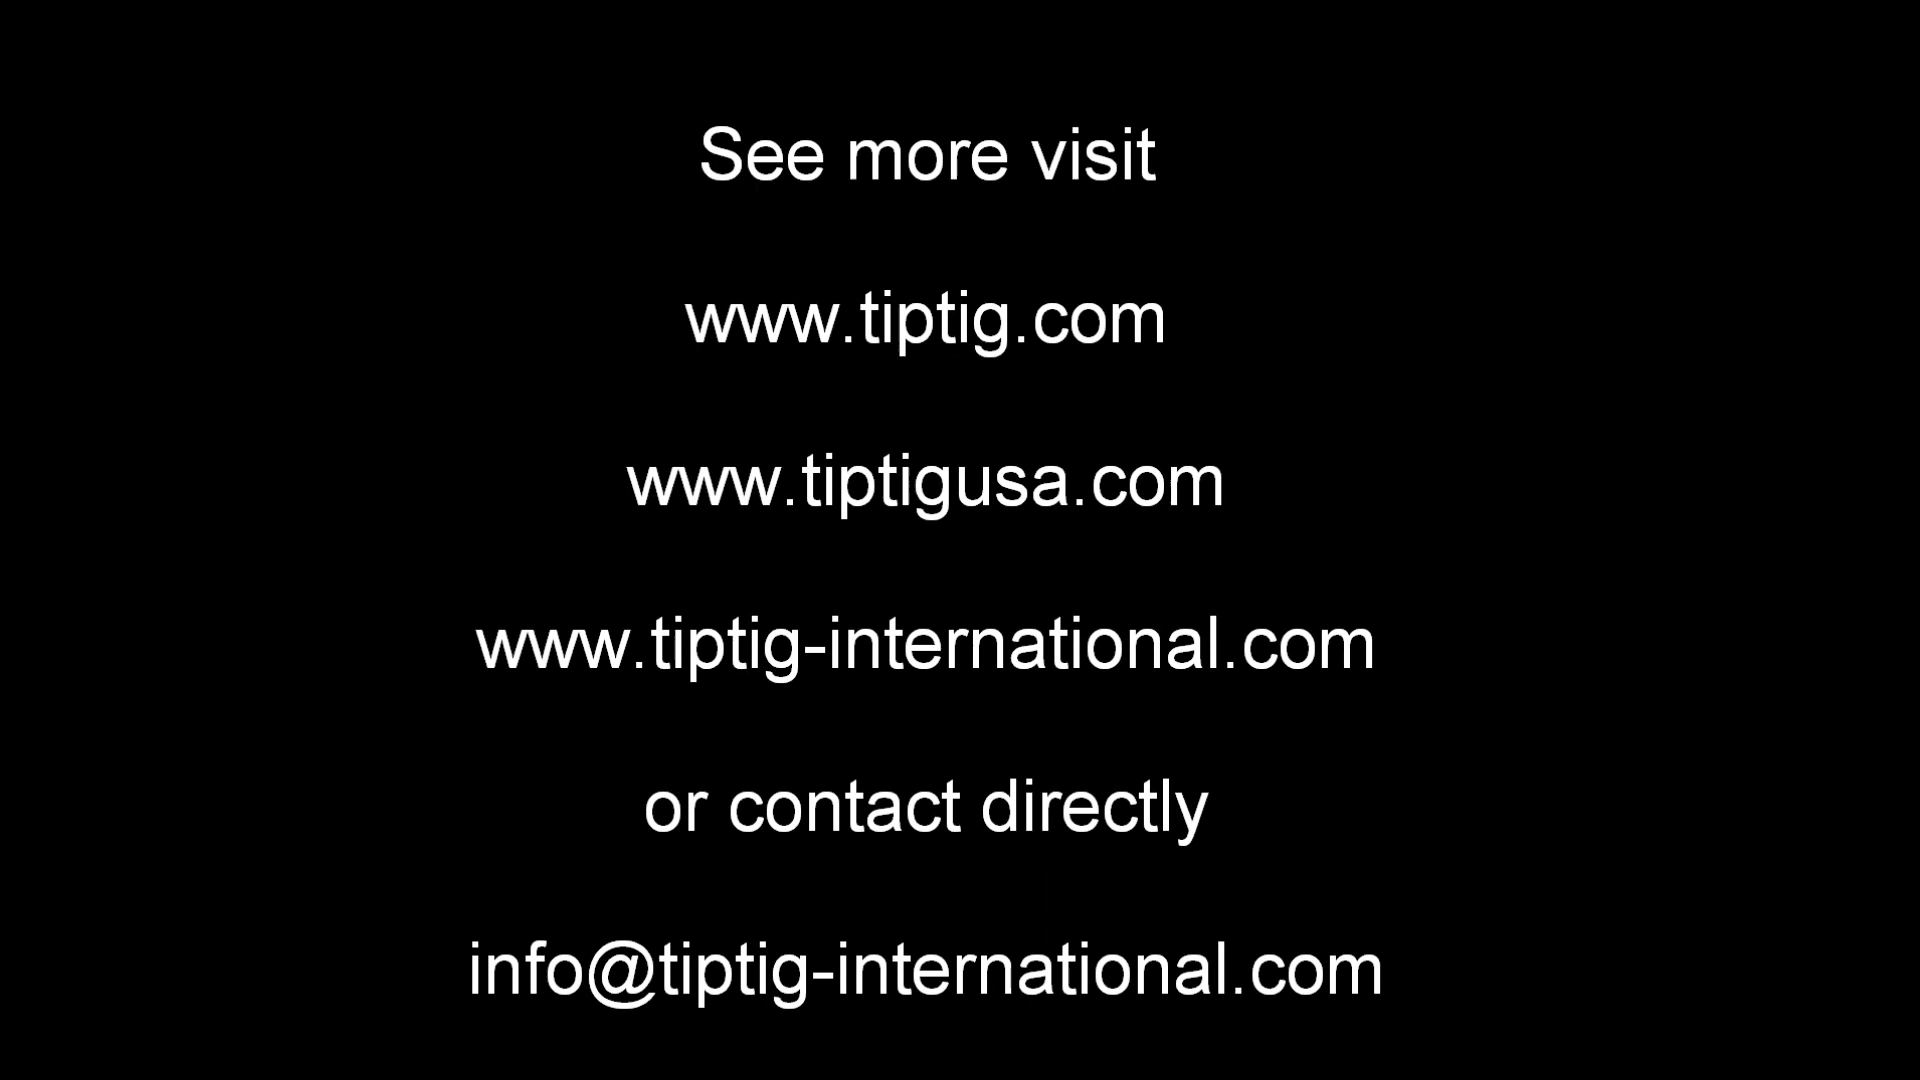 See more visit
www.tiptig.com
www.tiptigusa.com
www.tiptig-international.com
or contact directly
info@tiptig-international.com